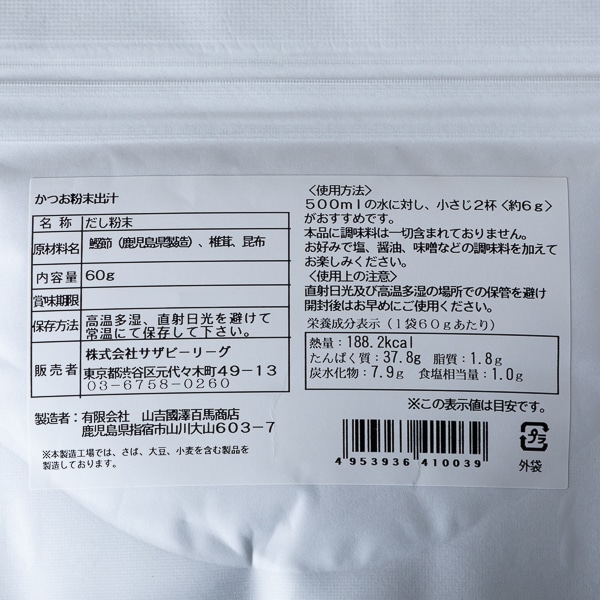 かつお粉末出汁
名 称 だし粉末
原材料名 鰹節（鹿児島県製造）、椎茸、昆布
内容量 60g
賞味期限
保存方法 高温多湿、直射日光を避けて
常温にて保存して下さい。
販売者 株式会社サザビーリーグ
東京都渋谷区元代々木町49-13
03-6758-0260
製造者：有限会社 山吉國澤百馬商店
鹿児島県指宿市山川大山603-7
※本製造工場では、さば、大豆、小麦を含む製品を
製造しております。
〈使用方法〉
500mlの水に対し、小さじ2杯〈約6g〉
がおすすめです。
本品に調味料は一切含まれておりません。
お好みで塩、醤油、味噌などの調味料を加えて
お楽しみください。
〈使用上の注意〉
直射日光及び高温多湿の場所での保管を避け
開封後はお早めにご使用ください。
栄養成分表示（1袋60gあたり）
熱量：188.2kcal
たんぱく質：37.8g 脂質：1.8g
炭水化物：7.9g 食塩相当量：1.0g
※この表示値は目安です。
4953936 410039
プラ
外袋